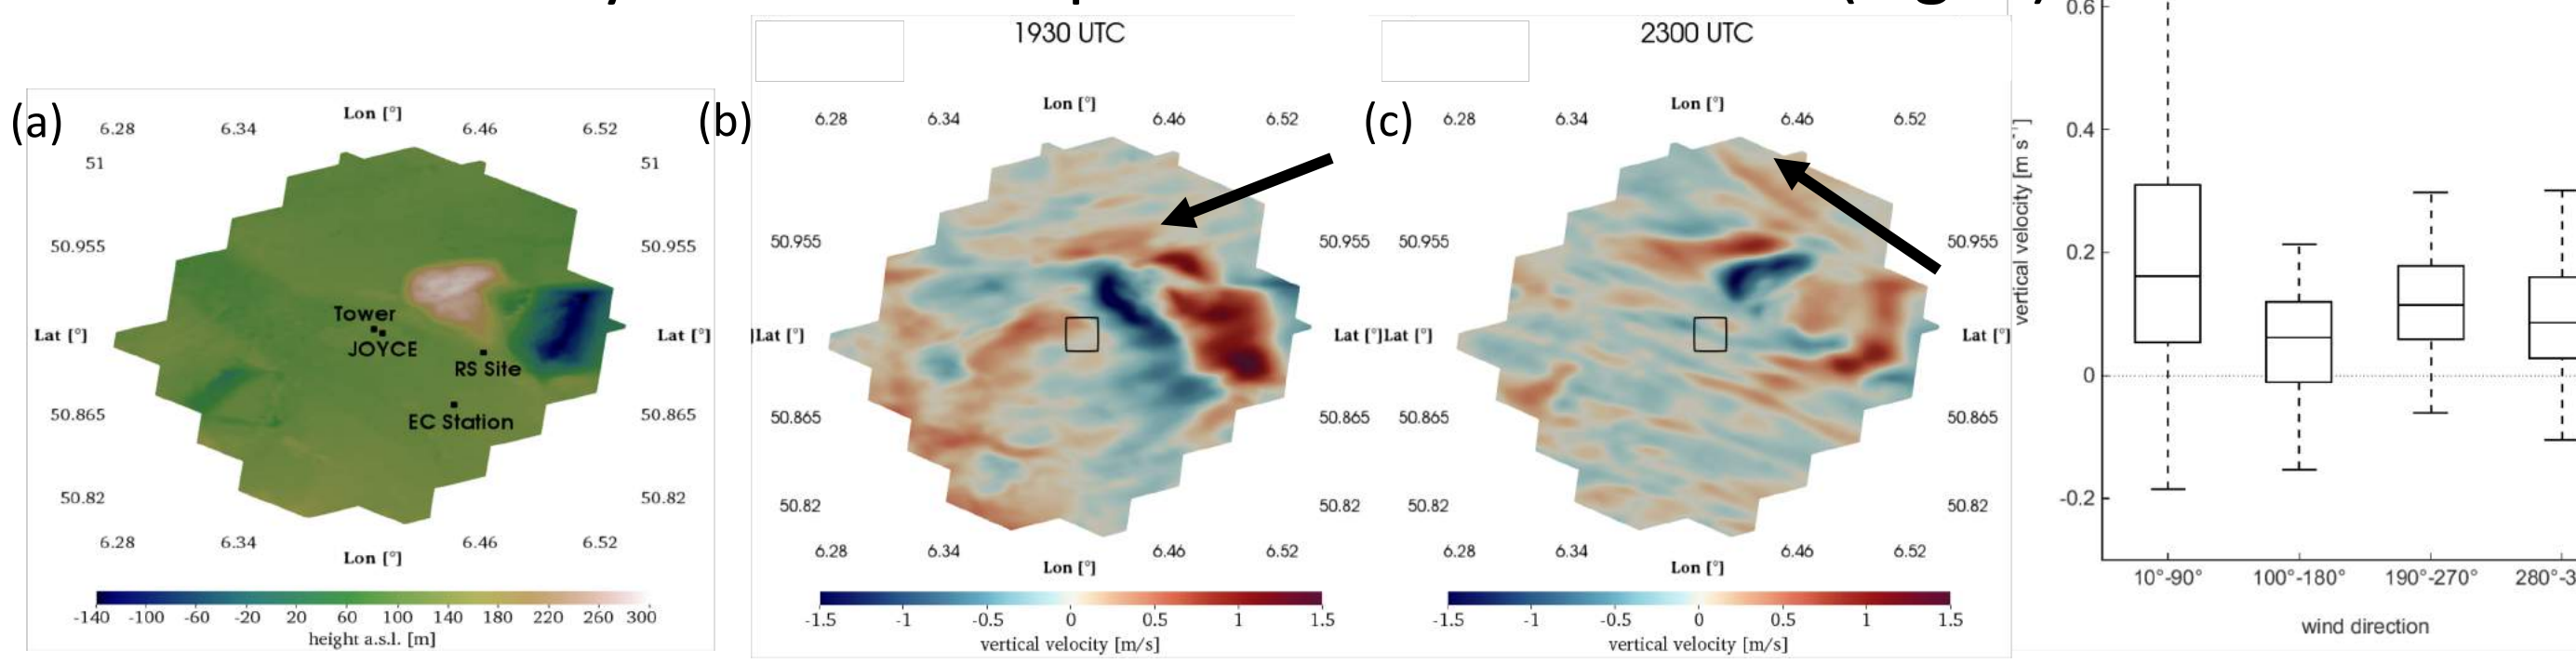 (a)
Lon [°]
6.28 6.34 6.46 6.52
51 51
50.955 50.955
Tower
JOYCE
Lat [°] Lat [°]
RS Site
50.865 50.865
EC Station
50.82 50.82
6.28 6.34 6.46 6.52
Lon [°]
-140 -100 -60 -20 20 60 100 140 180 220 260 300
height a.s.l. [m]
(b)
1930 UTC
Lon [°]
6.28 6.34 6.46 6.52
50.955 50.955
Lat [°] Lat [°]
50.865 50.865
50.82 50.82
6.28 6.34 6.46 6.52
Lon [°]
-1.5 -1 -0.5 0 0.5 1 1.5
vertical velocity [m/s]
(c)
2300 UTC
Lon [°]
6.28 6.34 6.46 6.52
50.955 50.955
Lat [°] Lat [°]
50.865 50.865
50.82 50.82
6.28 6.34 6.46 6.52
Lon [°]
-1.5 -1 -0.5 0 0.5 1 1.5
vertical velocity [m/s]
vertical velocity [m s⁻¹]
0.6
0.4
0.2
0
-0.2
10°-90° 100°-180° 190°-270°
wind direction